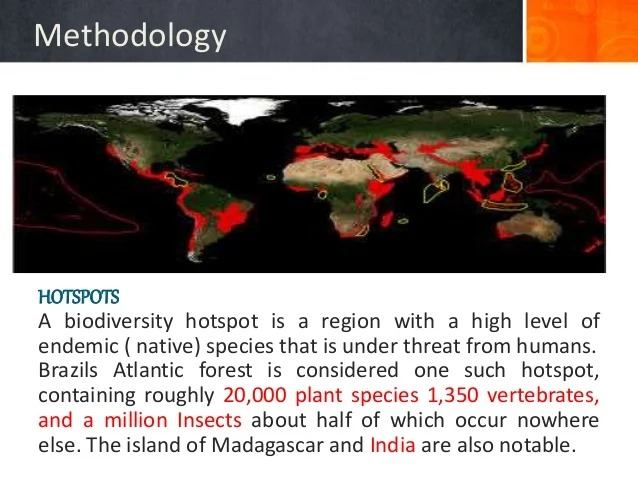 Methodology
HOTSPOTS
A biodiversity hotspot is a region with a high level of
endemic ( native) species that is under threat from humans.
Brazils Atlantic forest is considered one such hotspot,
containing roughly 20,000 plant species 1,350 vertebrates,
and a million Insects about half of which occur nowhere
else. The island of Madagascar and India are also notable.